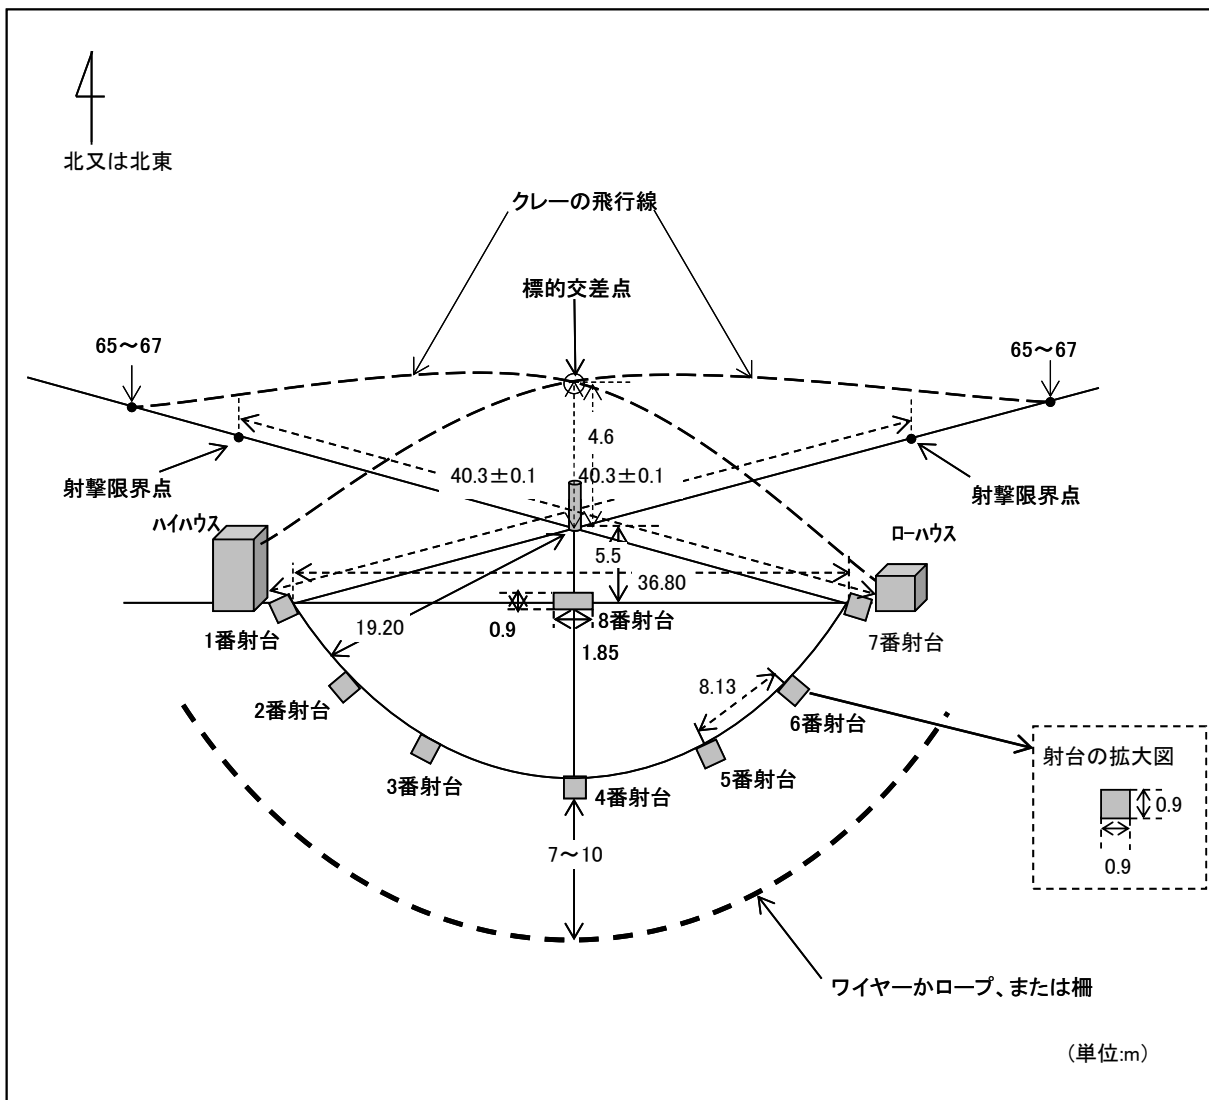 北又は北東
クレーの飛行線
標的交差点
65～67
65～67
4.6
40.3±0.1
40.3±0.1
射撃限界点
射撃限界点
ハイハウス
ローハウス
5.5
36.80
1番射台
19.20
0.9
8番射台
7番射台
1.85
8.13
2番射台
6番射台
3番射台
4番射台
5番射台
射台の拡大図
0.9
0.9
7～10
ワイヤーかロープ、または柵
（単位:m）